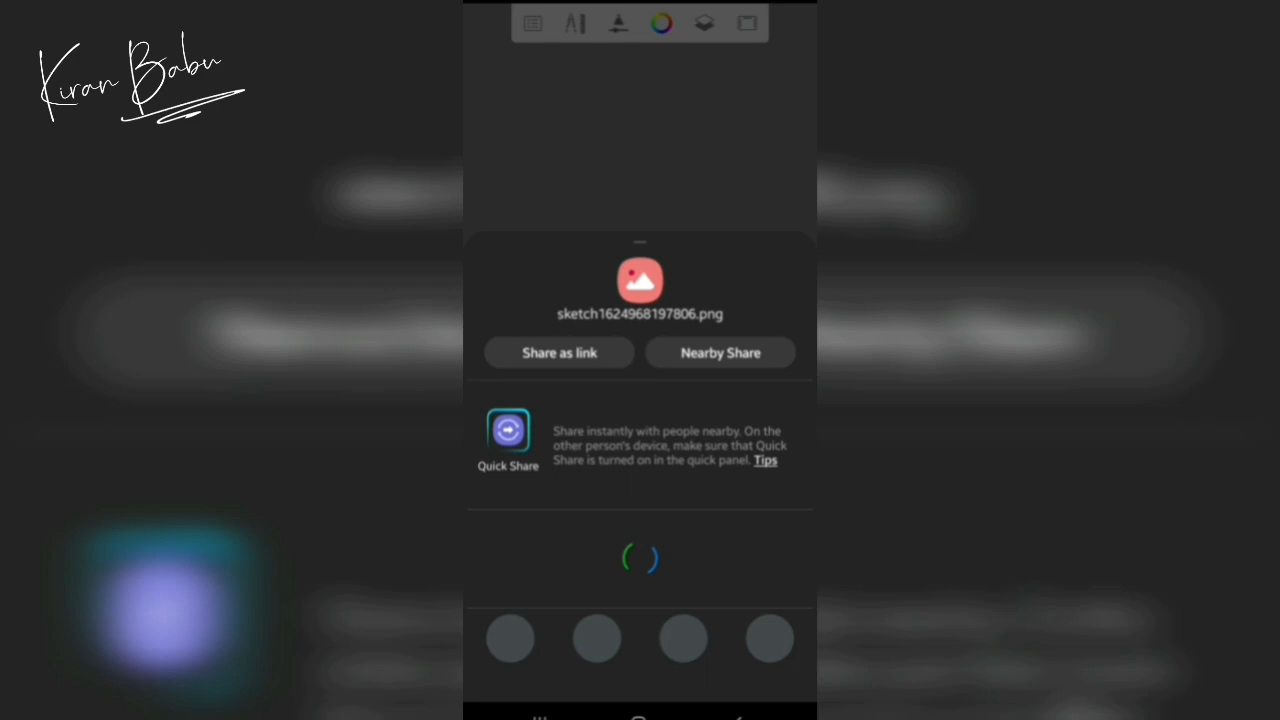 Kiran Babu
sketch1624968197806.png
Share as link
Nearby Share
Quick Share
Share instantly with people nearby. On the
other person's device, make sure that Quick
Share is turned on in the quick panel. Tips